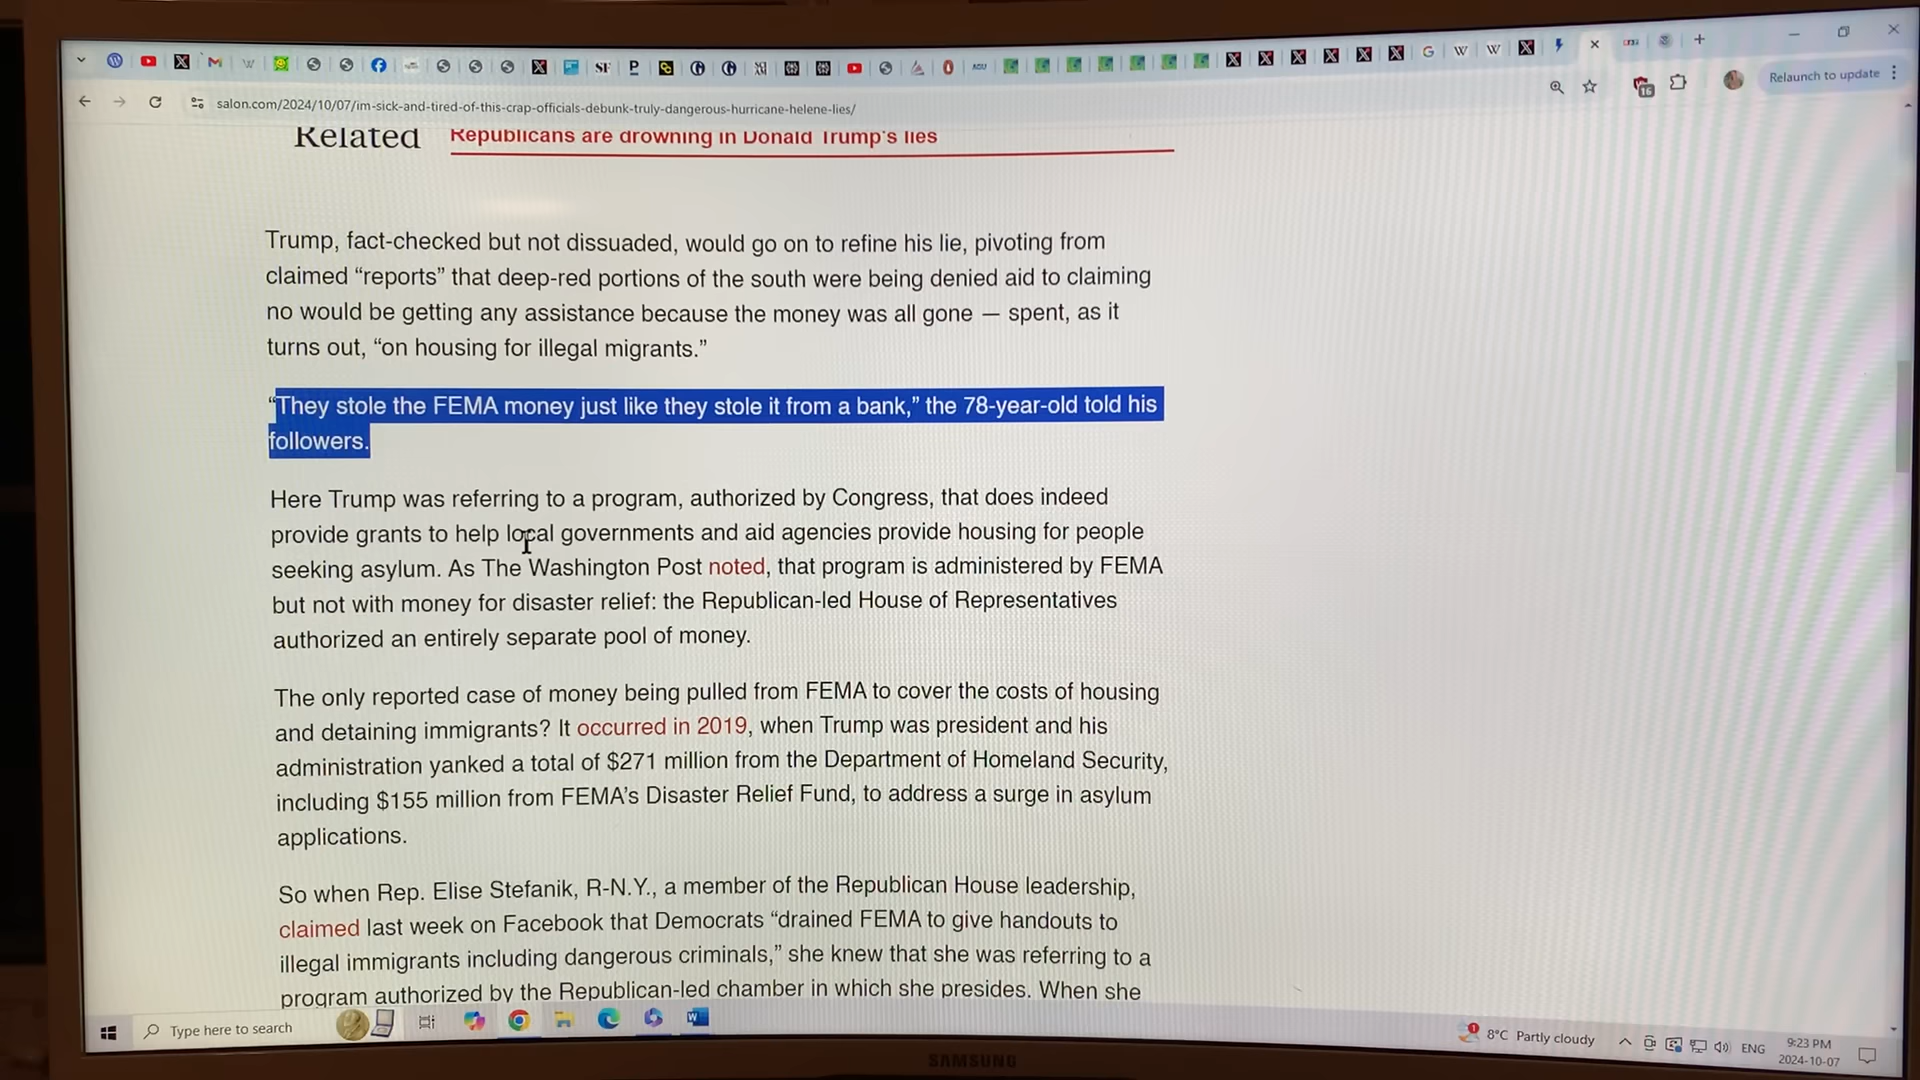 Relaunch to update
salon.com/2024/10/07/im-sick-and-tired-of-this-crap-officials-debunk-truly-dangerous-hurricane-helene-lies/
Related Republicans are drowning in Donald Trump's lies
Trump, fact-checked but not dissuaded, would go on to refine his lie, pivoting from
claimed “reports” that deep-red portions of the south were being denied aid to claiming
no would be getting any assistance because the money was all gone — spent, as it
turns out, “on housing for illegal migrants.”
“They stole the FEMA money just like they stole it from a bank,” the 78-year-old told his
followers.
Here Trump was referring to a program, authorized by Congress, that does indeed
provide grants to help local governments and aid agencies provide housing for people
seeking asylum. As The Washington Post noted, that program is administered by FEMA
but not with money for disaster relief: the Republican-led House of Representatives
authorized an entirely separate pool of money.
The only reported case of money being pulled from FEMA to cover the costs of housing
and detaining immigrants? It occurred in 2019, when Trump was president and his
administration yanked a total of $271 million from the Department of Homeland Security,
including $155 million from FEMA’s Disaster Relief Fund, to address a surge in asylum
applications.
So when Rep. Elise Stefanik, R-N.Y., a member of the Republican House leadership,
claimed last week on Facebook that Democrats “drained FEMA to give handouts to
illegal immigrants including dangerous criminals,” she knew that she was referring to a
program authorized by the Republican-led chamber in which she presides. When she
Type here to search
8°C Partly cloudy
ENG
9:23 PM
2024-10-07
SAMSUNG